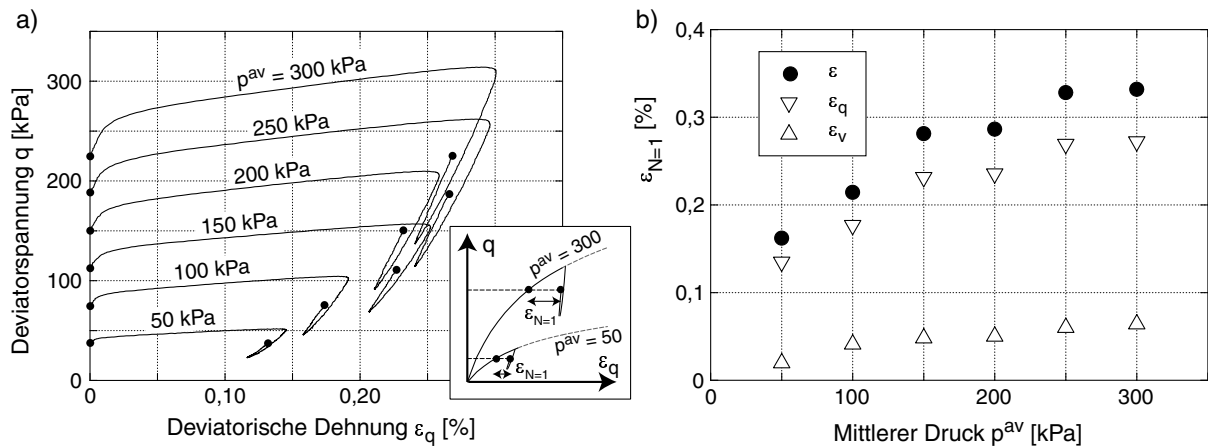 a)
Deviatorspannung q [kPa]
300
200
100
0
p^av = 300 kPa
250 kPa
200 kPa
150 kPa
100 kPa
50 kPa
0
0,10
0,20
Deviatorische Dehnung ε_q [%]
q
p^av = 300
ε_N=1
p^av = 50
ε_N=1
ε_q
b)
ε_N=1 [%]
0,4
0,3
0,2
0,1
0
ε
ε_q
ε_v
0
50
100
150
200
250
300
Mittlerer Druck p^av [kPa]